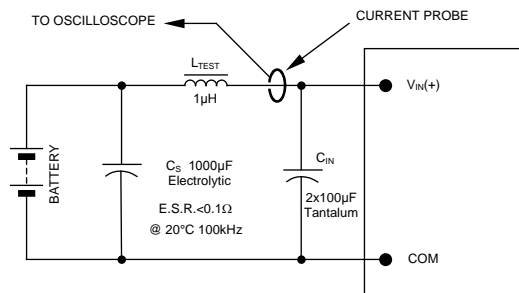 TO OSCILLOSCOPE
CURRENT PROBE
LTEST
1μH
VIN(+)
BATTERY
CS 1000μF
Electrolytic
E.S.R.<0.1Ω
@ 20°C 100kHz
CIN
2x100μF
Tantalum
COM